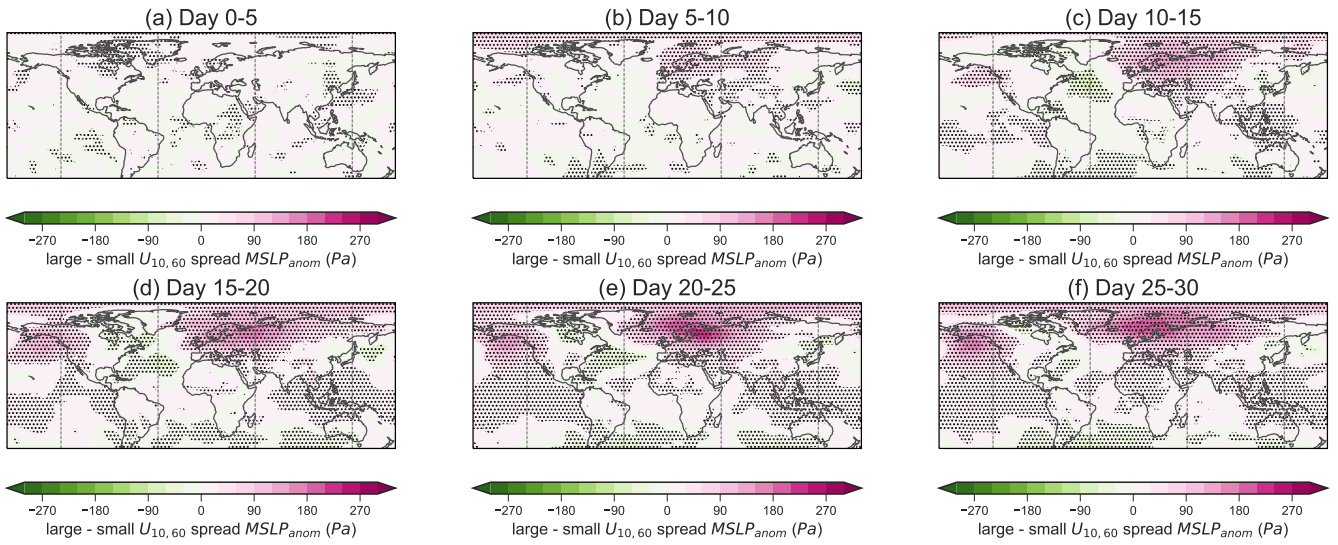 (a) Day 0-5
(b) Day 5-10
(c) Day 10-15
−270 −180 −90 0 90 180 270
−270 −180 −90 0 90 180 270
−270 −180 −90 0 90 180 270
large - small U10,60 spread MSLPanom (Pa)
large - small U10,60 spread MSLPanom (Pa)
large - small U10,60 spread MSLPanom (Pa)
(d) Day 15-20
(e) Day 20-25
(f) Day 25-30
−270 −180 −90 0 90 180 270
−270 −180 −90 0 90 180 270
−270 −180 −90 0 90 180 270
large - small U10,60 spread MSLPanom (Pa)
large - small U10,60 spread MSLPanom (Pa)
large - small U10,60 spread MSLPanom (Pa)